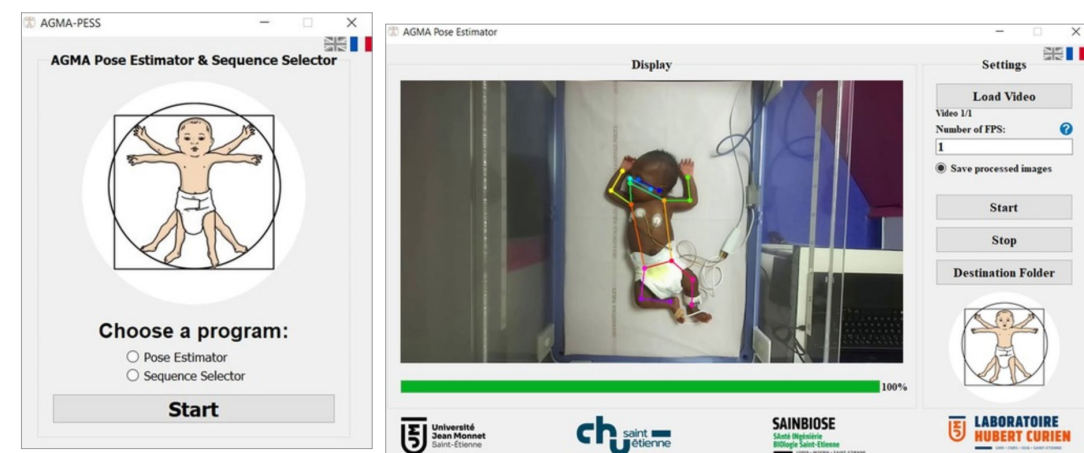 AGMA-PESS
AGMA Pose Estimator & Sequence Selector
Choose a program:
Pose Estimator
Sequence Selector
Start
AGMA Pose Estimator
Display
Settings
Load Video
Video 1/1
Number of FPS:
?
1
Save processed images
Start
Stop
Destination Folder
100%
Université
Jean Monnet
Saint-Étienne
chu saint
étienne
SAINBIOSE
SAnté INgéniérie
BIOlogie Saint-Etienne
LABORATOIRE
HUBERT CURIEN